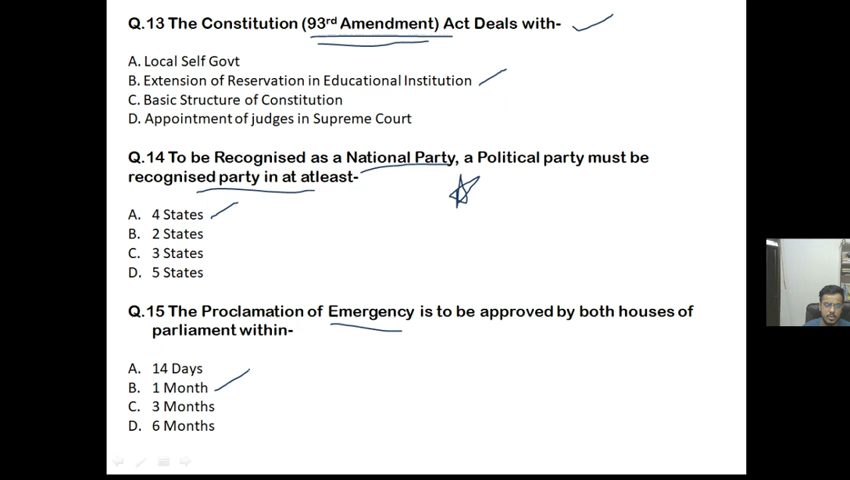 Q.13 The Constitution (93rd Amendment) Act Deals with-
A. Local Self Govt
B. Extension of Reservation in Educational Institution
C. Basic Structure of Constitution
D. Appointment of judges in Supreme Court
Q.14 To be Recognised as a National Party, a Political party must be
recognised party in at atleast-
A. 4 States
B. 2 States
C. 3 States
D. 5 States
Q.15 The Proclamation of Emergency is to be approved by both houses of
parliament within-
A. 14 Days
B. 1 Month
C. 3 Months
D. 6 Months